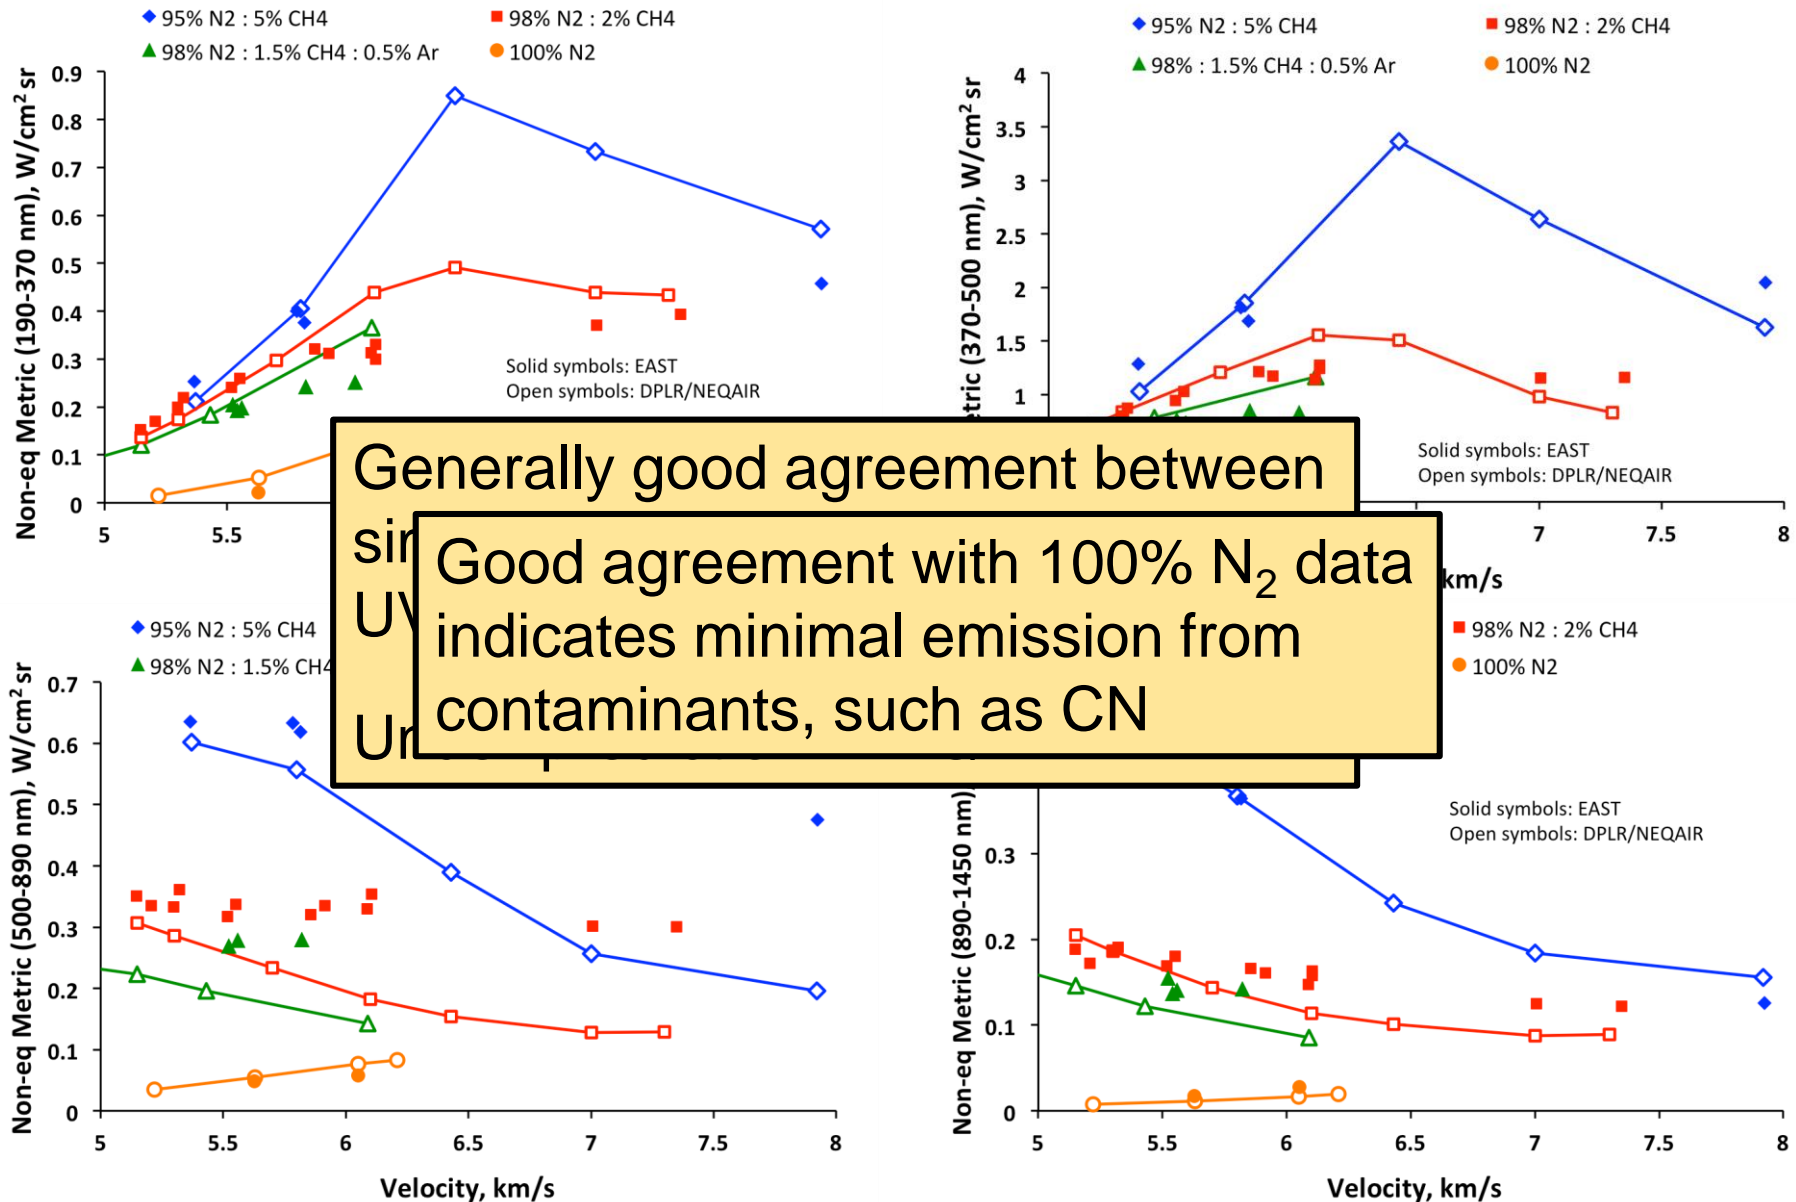 95% N2 : 5% CH4
98% N2 : 2% CH4
98% N2 : 1.5% CH4 : 0.5% Ar
100% N2
Non-eq Metric (190-370 nm), W/cm² sr
0.9
0.8
0.7
0.6
0.5
0.4
0.3
0.2
0.1
0
5
5.5
Solid symbols: EAST
Open symbols: DPLR/NEQAIR
95% N2 : 5% CH4
98% N2 : 2% CH4
98% : 1.5% CH4 : 0.5% Ar
100% N2
(370-500 nm), W/cm² sr
4
3.5
3
2.5
2
1.5
1
7
7.5
8
km/s
Solid symbols: EAST
Open symbols: DPLR/NEQAIR
Generally good agreement between
Good agreement with 100% N₂ data
indicates minimal emission from
contaminants, such as CN
95% N2 : 5% CH4
98% N2 : 1.5% CH4
Non-eq Metric (500-890 nm), W/cm² sr
0.7
0.6
0.5
0.4
0.3
0.2
0.1
0
5
5.5
6
6.5
7
7.5
8
Velocity, km/s
98% N2 : 2% CH4
100% N2
Non-eq Metric (890-1450 nm)
0.3
0.2
0.1
0
5
5.5
6
6.5
7
7.5
8
Velocity, km/s
Solid symbols: EAST
Open symbols: DPLR/NEQAIR